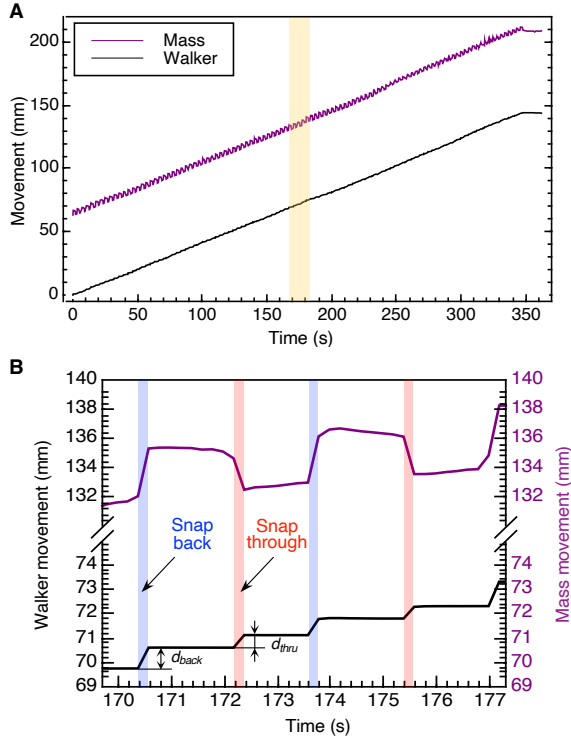 A
Mass
Walker
Movement (mm)
200
150
100
50
0
0 50 100 150 200 250 300 350
Time (s)
B
Walker movement (mm)
140
138
136
134
132
74
73
72
71
70
69
Snap back
Snap through
d_back
d_thru
140
138
136
134
132
74
73
72
71
70
69
Mass movement (mm)
170 171 172 173 174 175 176 177
Time (s)